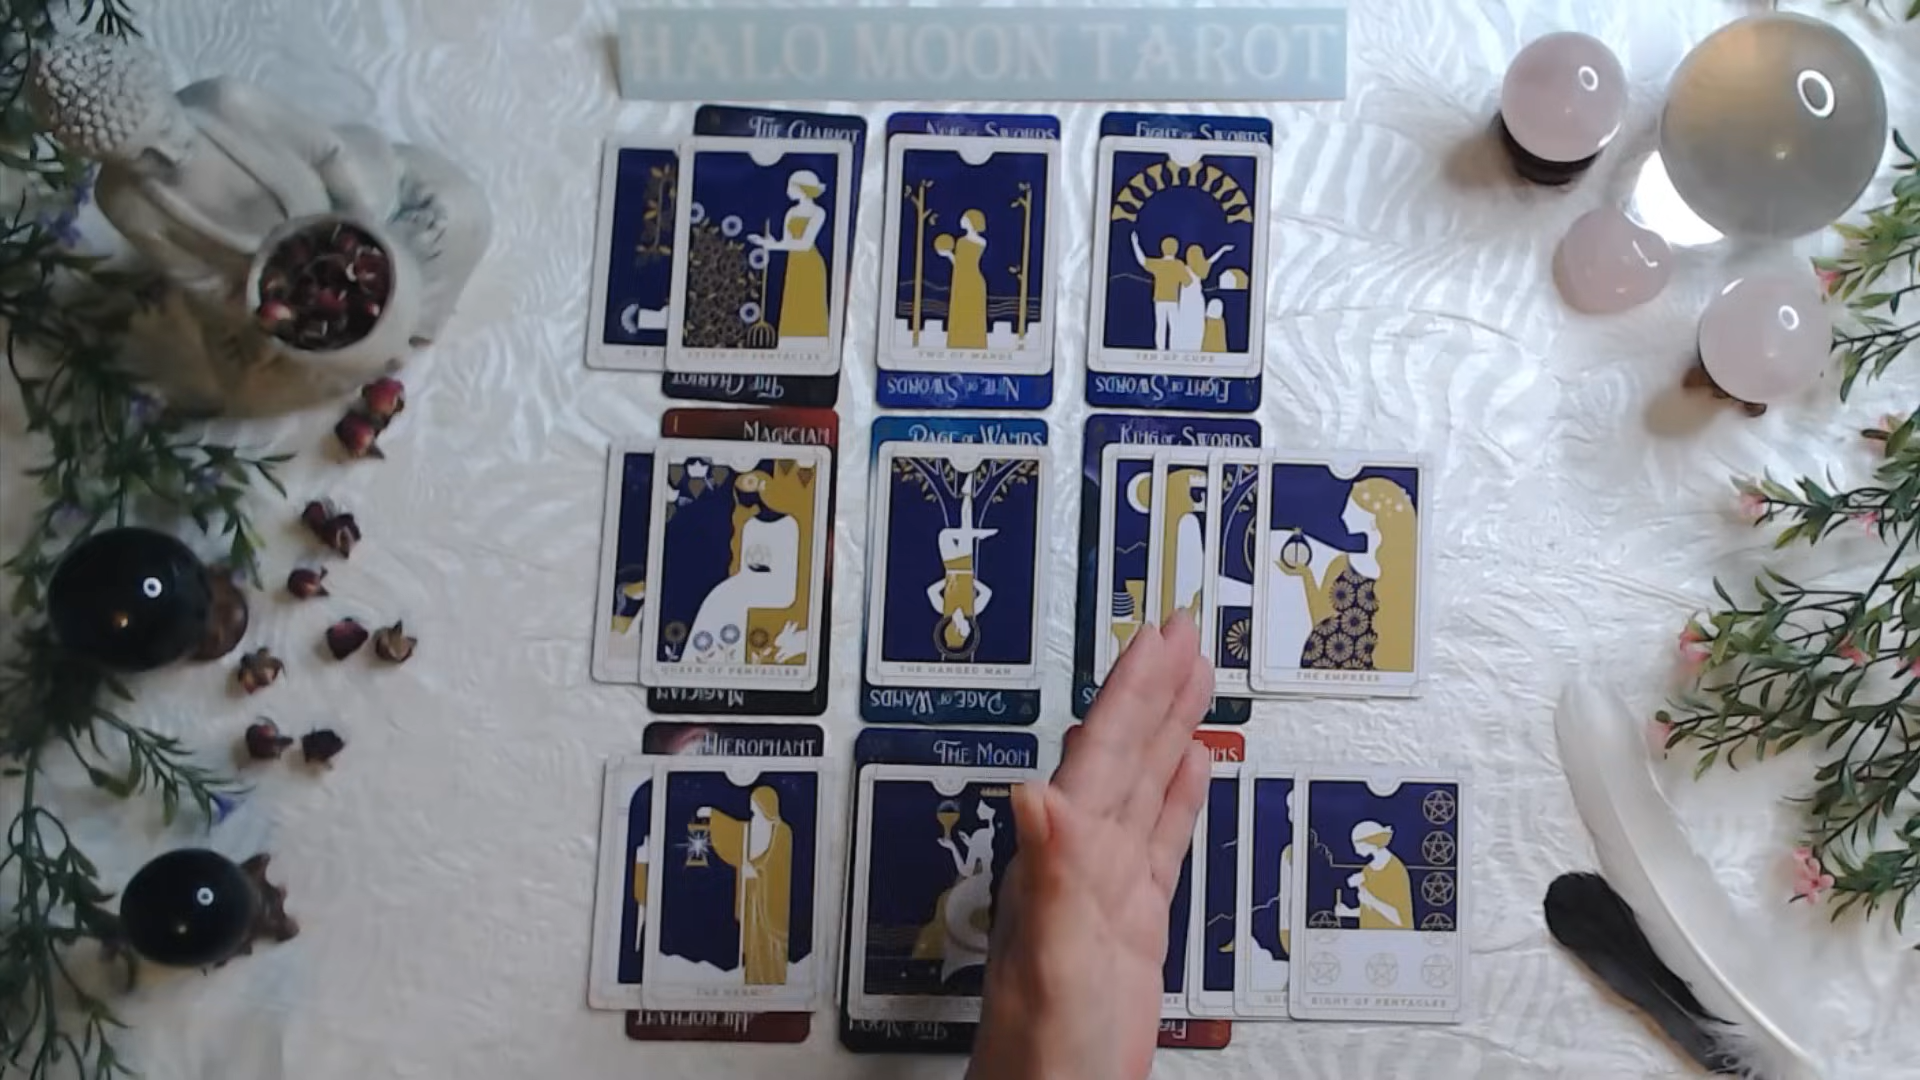 HALO MOON TAROT
THE CHARIOT
NINE OF SWORDS
EIGHT OF SWORDS
SEVEN OF PENTACLES
TWO OF WANDS
TEN OF CUPS
THE CHARIOT
NINE OF SWORDS
EIGHT OF SWORDS
MAGICIAN
PAGE OF WANDS
KING OF SWORDS
QUEEN OF PENTACLES
THE HANGED MAN
THE EMPRESS
MAGICIAN
PAGE OF WANDS
HIEROPHANT
THE MOON
EIGHT OF PENTACLES
HIEROPHANT